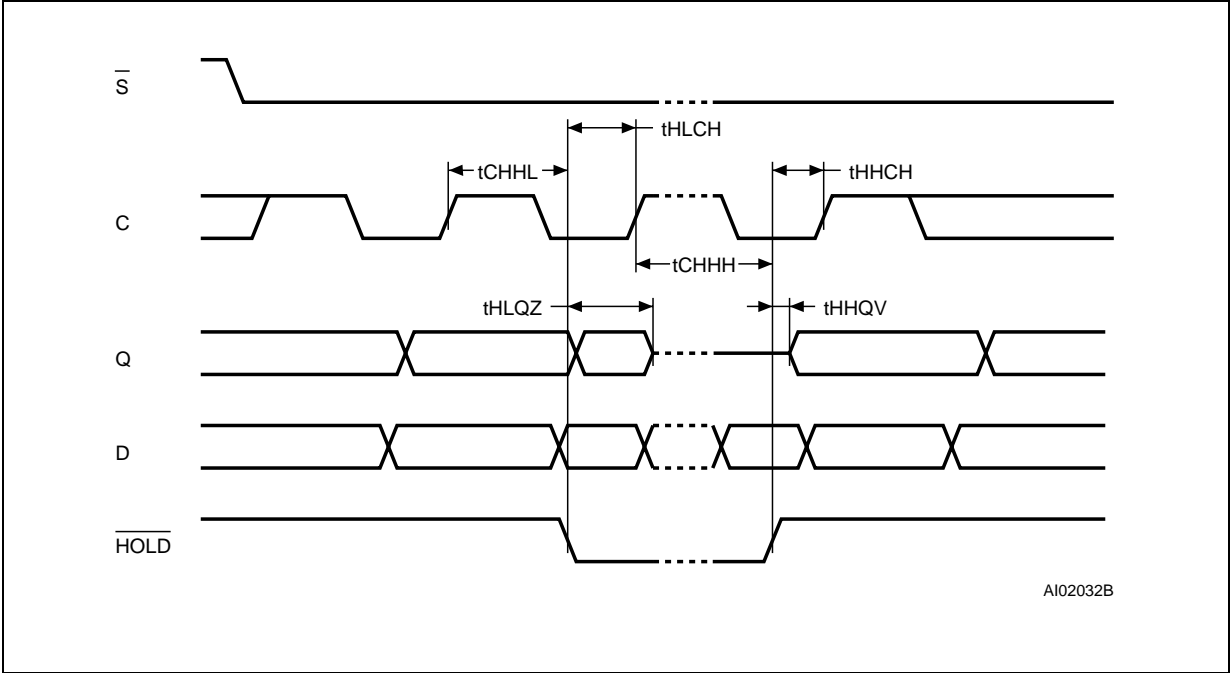 S
tHLCH
tCHHL
tHHCH
C
tCHHH
tHLQZ
tHHQV
Q
D
HOLD
AI02032B